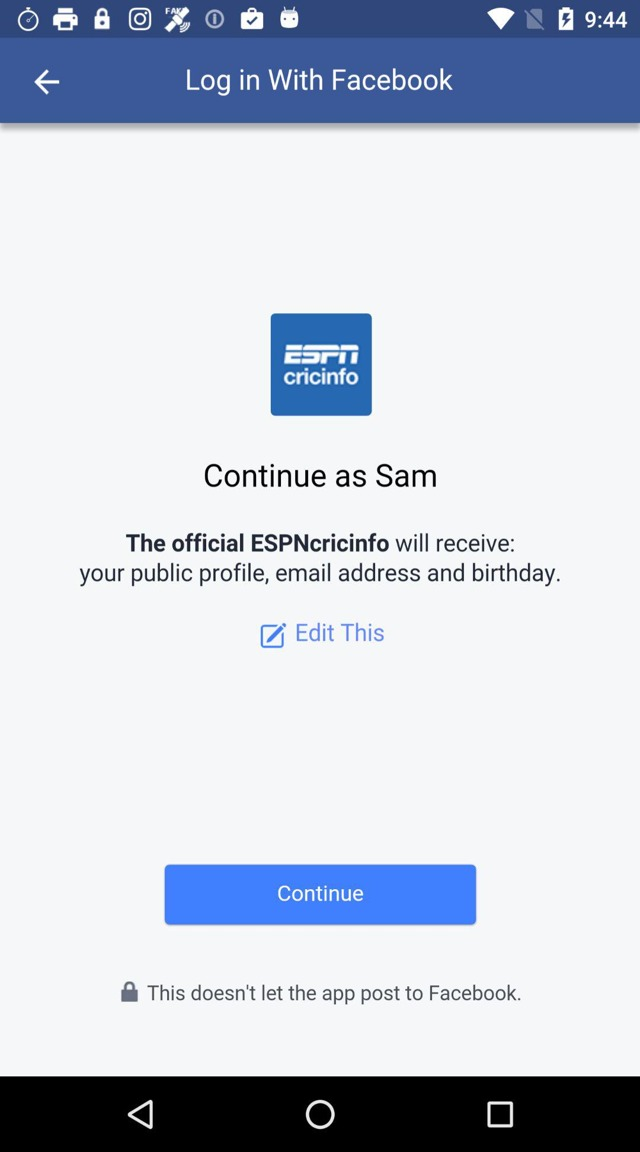 FAKE
9:44
Log in With Facebook
ESPN
cricinfo
Continue as Sam
The official ESPNcricinfo will receive:
your public profile, email address and birthday.
Edit This
Continue
This doesn't let the app post to Facebook.